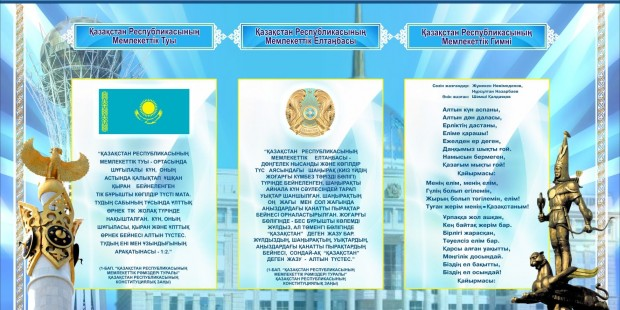 Қазақстан Республикасының
Мемлекеттік Туы
Қазақстан Республикасының
Мемлекеттік Елтаңбасы
Қазақстан Республикасының
Мемлекеттік Гимні
"ҚАЗАҚСТАН РЕСПУБЛИКАСЫНЫҢ
МЕМЛЕКЕТТІК ТУЫ - ОРТАСЫНДА
ШҰҒЫЛАЛЫ КҮН, ОНЫҢ
АСТЫНДА ҚАЛЫҚТАП ҰШҚАН
ҚЫРАН БЕЙНЕЛЕНГЕН
ТІК БҰРЫШТЫ КӨГІЛДІР ТҮСТІ МАТА.
ТУДЫҢ САБЫНЫҢ ТҰСЫНДА ҰЛТТЫҚ
ӨРНЕК ТІК ЖОЛАҚ ТҮРІНДЕ
НАҚЫШТАЛҒАН. КҮН, ОНЫҢ
ШҰҒЫЛАСЫ, ҚЫРАН ЖӘНЕ ҰЛТТЫҚ
ӨРНЕК БЕЙНЕСІ АЛТЫН ТҮСТЕС.
ТУДЫҢ ЕНІ МЕН ҰЗЫНДЫҒЫНЫҢ
АРАҚАТЫНАСЫ - 1:2."
(1-БАП. "ҚАЗАҚСТАН РЕСПУБЛИКАСЫНЫҢ
МЕМЛЕКЕТТІК РӘМІЗДЕРІ ТУРАЛЫ"
ҚАЗАҚСТАН РЕСПУБЛИКАСЫНЫҢ
КОНСТИТУЦИЯЛЫҚ ЗАҢЫ)
"ҚАЗАҚСТАН РЕСПУБЛИКАСЫНЫҢ
МЕМЛЕКЕТТІК ЕЛТАҢБАСЫ -
ДӨҢГЕЛЕК НЫСАНДЫ ЖӘНЕ КӨГІЛДІР
ТҮС АЯСЫНДАҒЫ ШАҢЫРАҚ (КИІЗ ҮЙДІҢ
ЖОҒАРҒЫ КҮМБЕЗ ТӘРІЗДІ БӨЛІГІ)
ТҮРІНДЕ БЕЙНЕЛЕНГЕН, ШАҢЫРАҚТЫ
АЙНАЛА КҮН СӘУЛЕСІНДЕЙ ТАРАП
УЫҚТАР ШАНШЫЛҒАН. ШАҢЫРАҚТЫҢ
ОҢ ЖАҒЫ МЕН СОЛ ЖАҒЫНДА
АҢЫЗДАРДАҒЫ ҚАНАТТЫ ПЫРАҚТАР
БЕЙНЕСІ ОРНАЛАСТЫРЫЛҒАН. ЖОҒАРҒЫ
БӨЛІГІНДЕ - БЕС БҰРЫШТЫ КӨЛЕМДІ
ЖҰЛДЫЗ, АЛ ТӨМЕНГІ БӨЛІГІНДЕ
"ҚАЗАҚСТАН" ДЕГЕН ЖАЗУ БАР.
ЖҰЛДЫЗДЫҢ, ШАҢЫРАҚТЫҢ, УЫҚТАРДЫҢ,
АҢЫЗДАРДАҒЫ ҚАНАТТЫ ПЫРАҚТАРДЫҢ
БЕЙНЕСІ, СОНДАЙ-АҚ "ҚАЗАҚСТАН"
ДЕГЕН ЖАЗУ - АЛТЫН ТҮСТЕС."
(1-БАП. "ҚАЗАҚСТАН РЕСПУБЛИКАСЫНЫҢ
МЕМЛЕКЕТТІК РӘМІЗДЕРІ ТУРАЛЫ"
ҚАЗАҚСТАН РЕСПУБЛИКАСЫНЫҢ
КОНСТИТУЦИЯЛЫҚ ЗАҢЫ)
Сөзін жазғандар: Жұмекен Нәжімеденов,
Нұрсұлтан Назарбаев
Әнін жазған: Шәмші Қалдаяқов
Алтын күн аспаны,
Алтын дән даласы,
Ерліктің дастаны,
Еліме қарашы!
Ежелден ер деген,
Даңқымыз шықты ғой.
Намысын бермеген,
Қазағым мықты ғой!
Қайырмасы:
Менің елім, менің елім,
Гүлің болып егілемін,
Жырың болып төгілемін, елім!
Туған жерім менің - Қазақстаным!
Ұрпаққа жол ашқан,
Кең байтақ жерім бар.
Бірлігі жарасқан,
Тәуелсіз елім бар.
Қарсы алған уақытты,
Мәңгілік досындай.
Біздің ел бақытты,
Біздің ел осындай!
Қайырмасы: